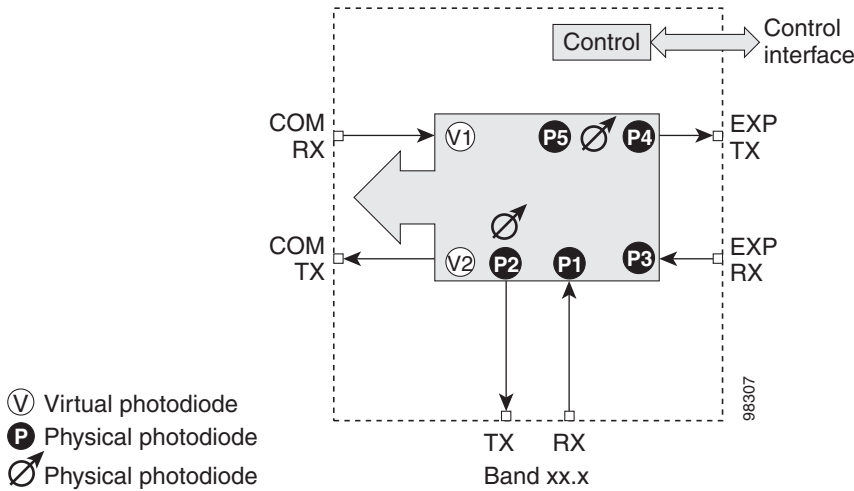 Control
Control
interface
COM
RX
V1
P5
P4
EXP
TX
COM
TX
V2
P2
P1
P3
EXP
RX
98307
V Virtual photodiode
P Physical photodiode
Physical photodiode
TX RX
Band xx.x